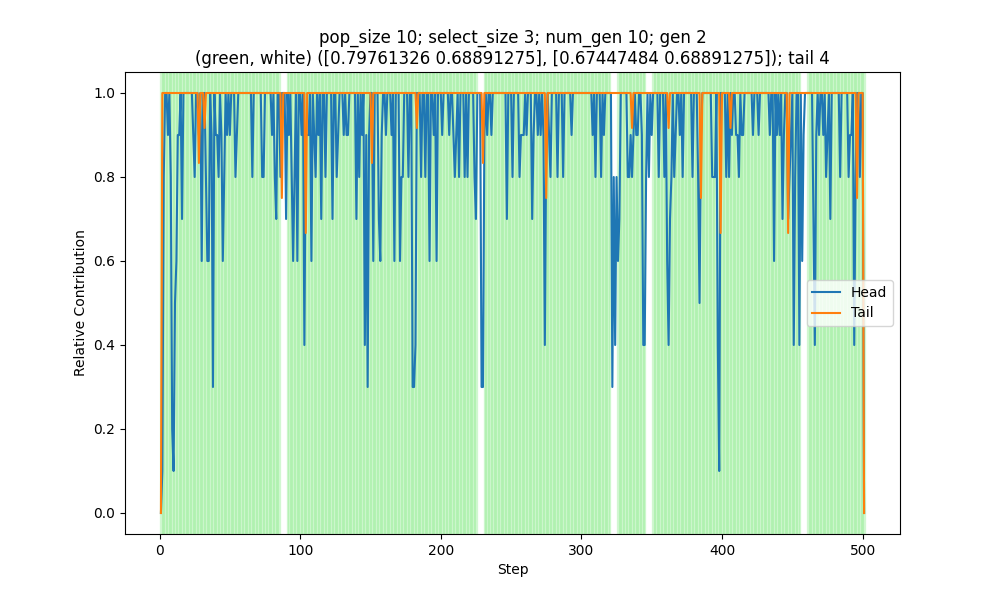 pop_size 10; select_size 3; num_gen 10; gen 2
(green, white) ([0.79761326 0.68891275], [0.67447484 0.68891275]); tail 4
1.0
0.8
0.6
0.4
0.2
0.0
Relative Contribution
Head
Tail
0
100
200
300
400
500
Step